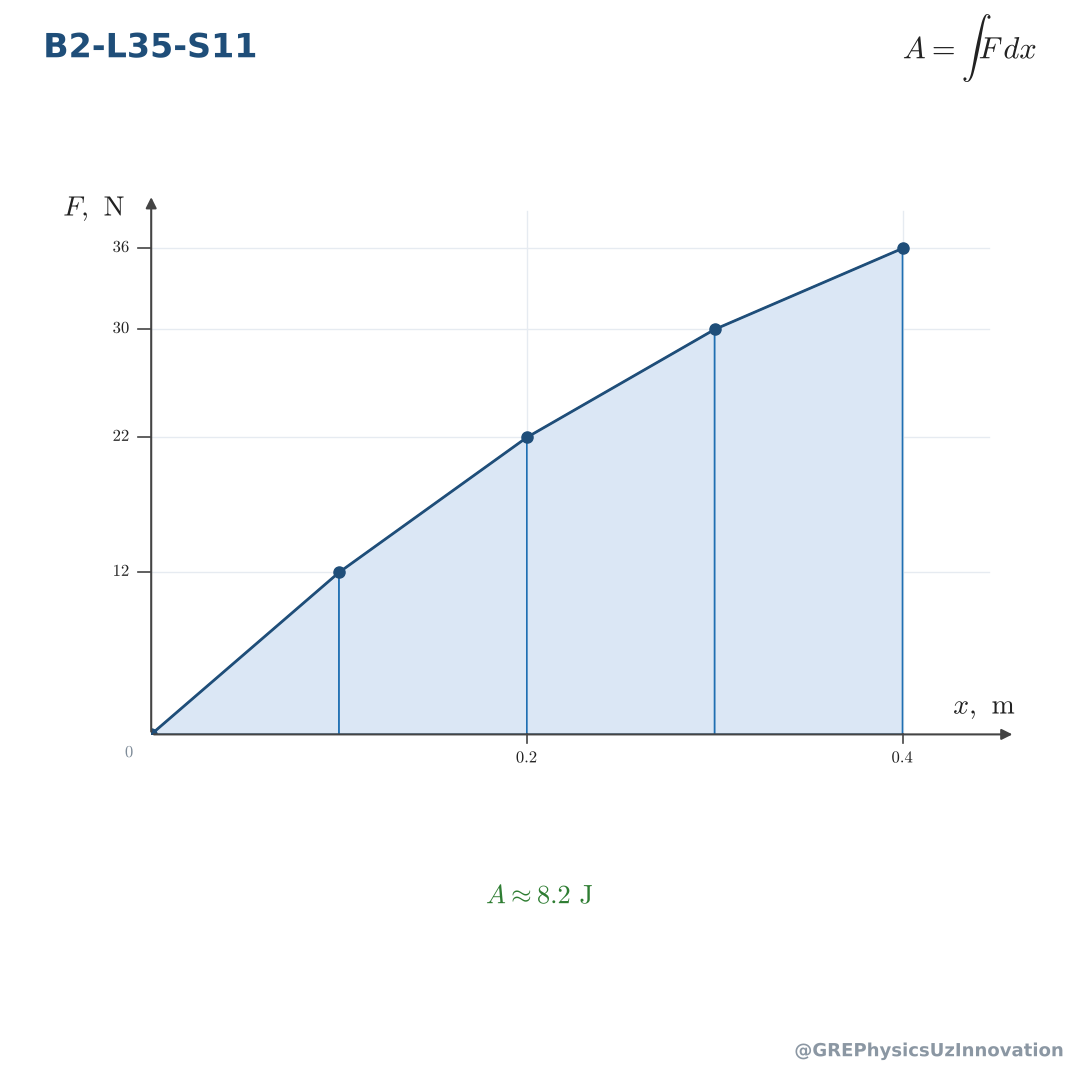 B2-L35-S11
A = ∫F dx
F, N
36
30
22
12
x, m
0
0.2
0.4
A ≈ 8.2 J
@GREPhysicsUzInnovation